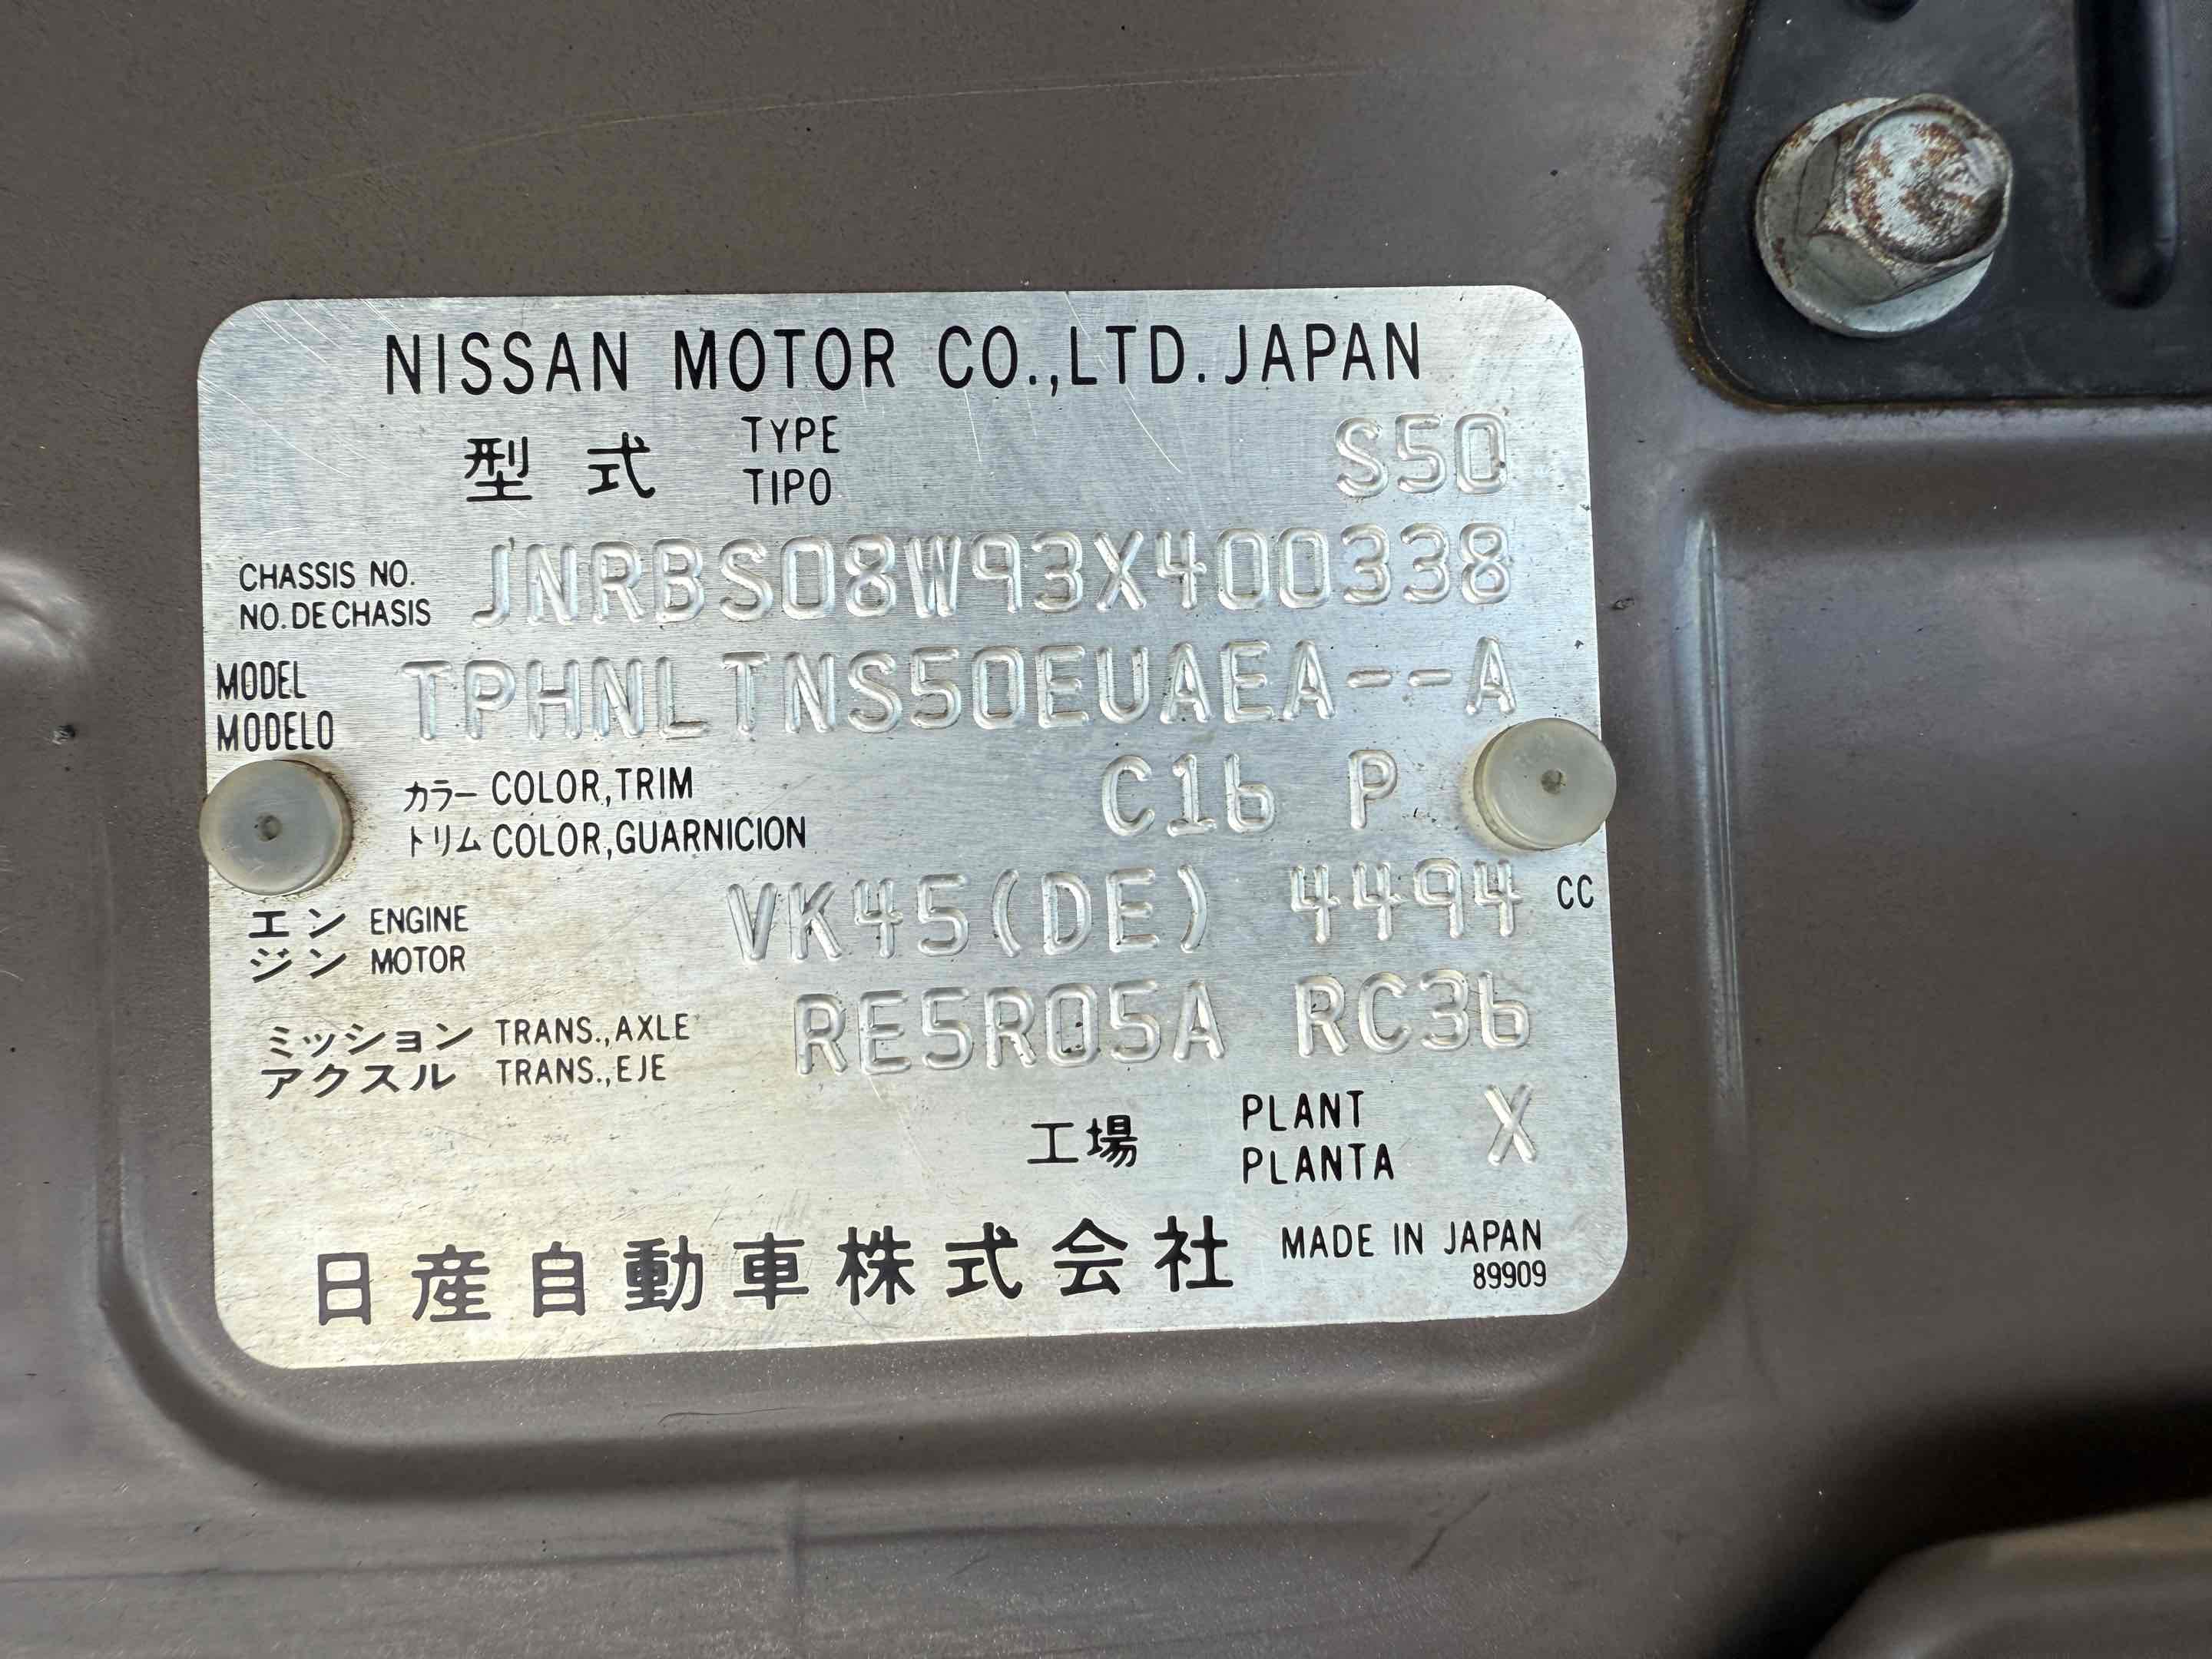 NISSAN MOTOR CO.,LTD. JAPAN
型式 TYPE S50
TIPO
CHASSIS NO. JNRBS08W93X400338
NO. DE CHASIS
MODEL TPHNLTNS50EUAEA--A
MODELO
カラー COLOR,TRIM C16 P
トリム COLOR,GUARNICION
エン ENGINE VK45(DE) 4494 CC
ジン MOTOR
ミッション TRANS.,AXLE RE5R05A RC36
アクスル TRANS.,EJE
工場 PLANT X
PLANTA
日産自動車株式会社 MADE IN JAPAN
89909